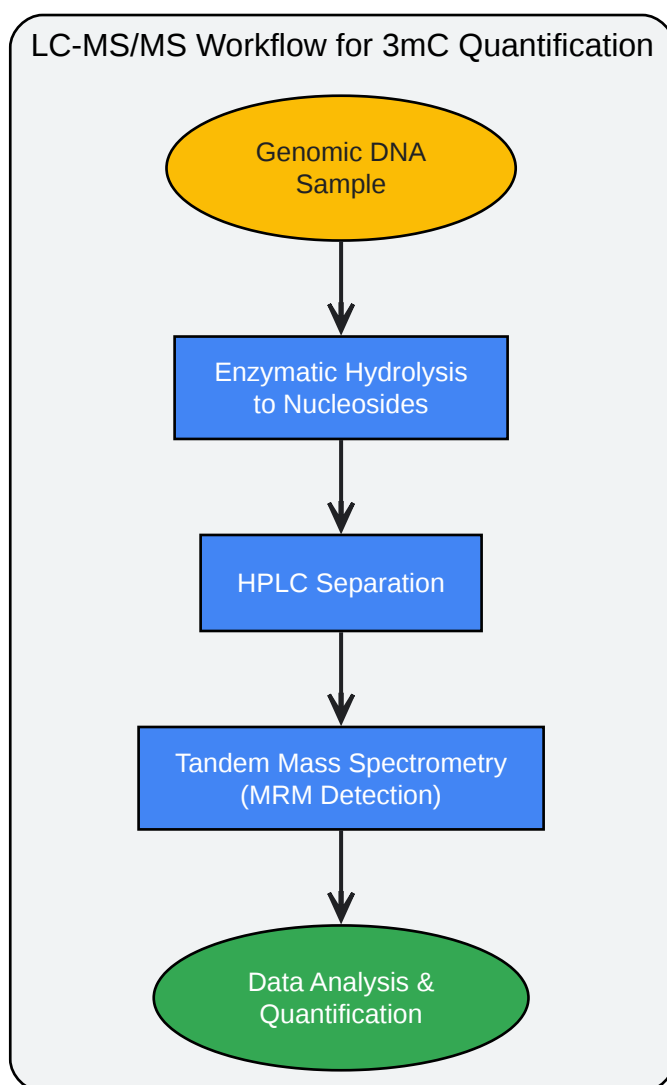 LC-MS/MS Workflow for 3mC Quantification
Genomic DNA
Sample
Enzymatic Hydrolysis
to Nucleosides
HPLC Separation
Tandem Mass Spectrometry
(MRM Detection)
Data Analysis &
Quantification